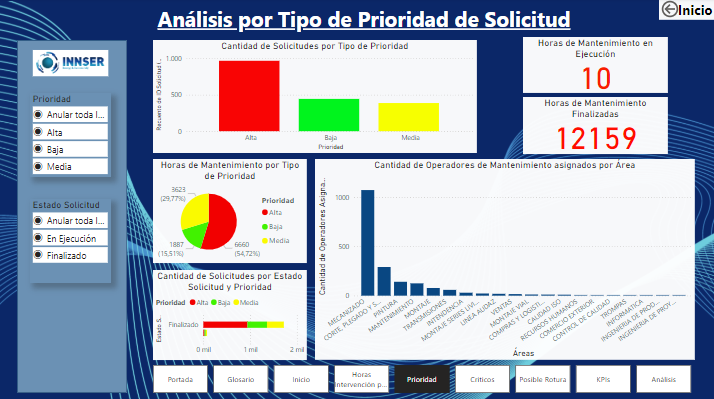 Análisis por Tipo de Prioridad de Solicitud
Inicio
INNSER
Prioridad
Anular toda l...
Alta
Baja
Media
Estado Solicitud
Anular toda l...
En Ejecución
Finalizado
Cantidad de Solicitudes por Tipo de Prioridad
Recuento de ID Solicitud I...
1.000
500
0
Alta
Baja
Media
Prioridad
Horas de Mantenimiento en
Ejecución
10
Horas de Mantenimiento
Finalizadas
12159
Horas de Mantenimiento por Tipo
de Prioridad
3623
(29,77%)
1887
(15,51%)
6660
(54,72%)
Prioridad
Alta
Baja
Media
Cantidad de Solicitudes por Estado
Solicitud y Prioridad
Prioridad Alta Baja Media
Estado S...
Finalizado
0 mil 1 mil 2 mil
Cantidad de Operadores de Mantenimiento asignados por Área
Cantidad de Operadores Asigna...
1000
500
0
MECANIZADO
CORTE, PLEGADO Y S...
PINTURA
MANTENIMIENTO
MONTAJE
TRANSMISIONES
INTENDENCIA
MONTAJE SERIES LIVI...
LINEA AUDAZ
VENTAS
MONTAJE VIAL
COMPRAS Y LOGISTI...
CALIDAD ISO
RECURSOS HUMANOS
COMERCIO EXTERIOR
CONTROL DE CALIDAD
TROMPAS
INFORMATICA
INGENIERIA DE PROD...
INGENIERIA DE PROY...
Áreas
Portada
Glosario
Inicio
Horas
Intervención p...
Prioridad
Criticos
Posible Rotura
KPIs
Análisis